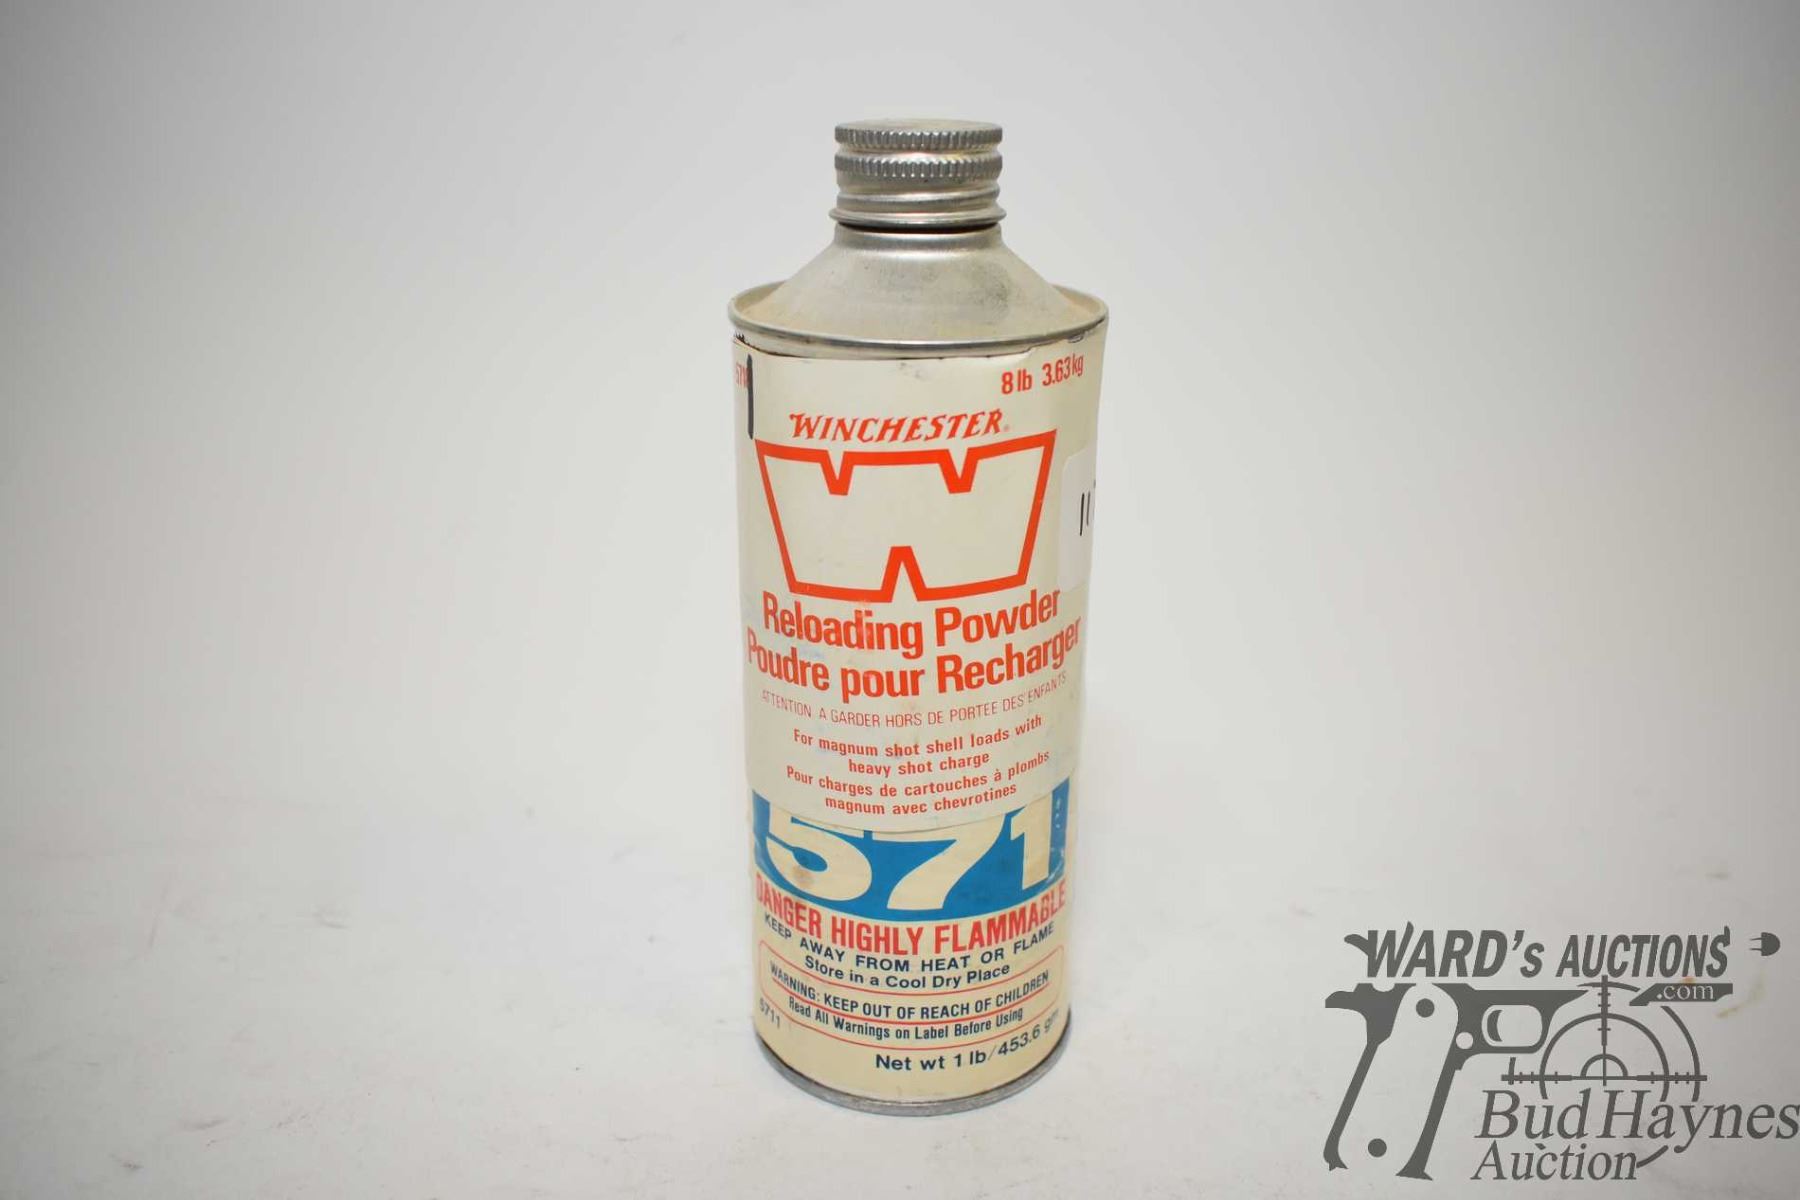 8 lb 3.63 kg
WINCHESTER
Reloading Powder
Poudre pour Recharger
ATTENTION A GARDER HORS DE PORTEE DES ENFANTS
For magnum shot shell loads with
heavy shot charge
Pour charges de cartouches à plombs
magnum avec chevrotines
571
DANGER HIGHLY FLAMMABLE
KEEP AWAY FROM HEAT OR FLAME
Store in a Cool Dry Place
WARNING: KEEP OUT OF REACH OF CHILDREN
Read All Warnings on Label Before Using
5711
Net wt 1 lb/453.6 gm
WARD's AUCTIONS
.com
Bud Haynes
Auction